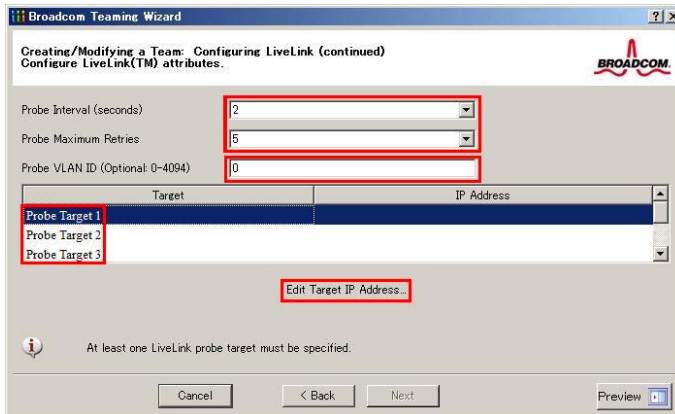 Broadcom Teaming Wizard
Creating/Modifying a Team: Configuring LiveLink (continued)
Configure LiveLink(TM) attributes.
BROADCOM.
Probe Interval (seconds) 2
Probe Maximum Retries 5
Probe VLAN ID (Optional: 0-4094) 0
Target IP Address
Probe Target 1
Probe Target 2
Probe Target 3
Edit Target IP Address...
At least one LiveLink probe target must be specified.
Cancel < Back Next Preview